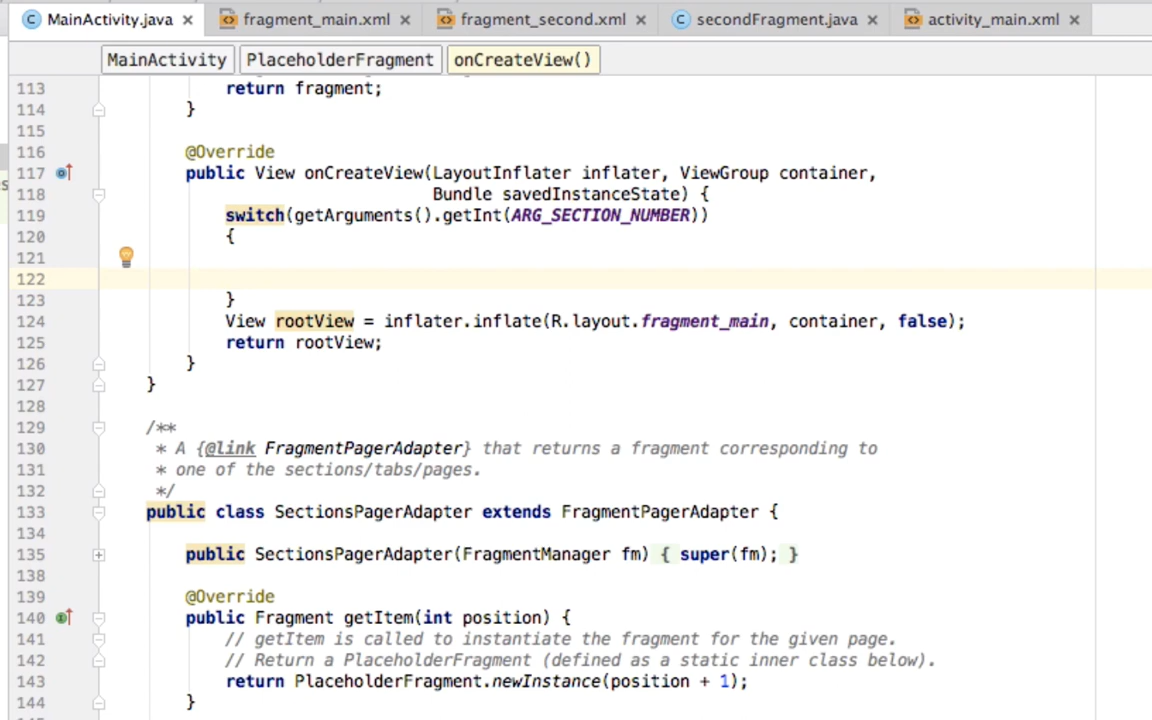 MainActivity.java × fragment_main.xml × fragment_second.xml × secondFragment.java × activity_main.xml ×
MainActivity PlaceholderFragment onCreateView()
113 return fragment;
114 }
115
116 @Override
117 public View onCreateView(LayoutInflater inflater, ViewGroup container,
118 Bundle savedInstanceState) {
119 switch(getArguments().getInt(ARG_SECTION_NUMBER))
120 {
121
122
123 }
124 View rootView = inflater.inflate(R.layout.fragment_main, container, false);
125 return rootView;
126 }
127 }
128
129 /**
130 * A {@link FragmentPagerAdapter} that returns a fragment corresponding to
131 * one of the sections/tabs/pages.
132 */
133 public class SectionsPagerAdapter extends FragmentPagerAdapter {
134
135 public SectionsPagerAdapter(FragmentManager fm) { super(fm); }
138
139 @Override
140 public Fragment getItem(int position) {
141 // getItem is called to instantiate the fragment for the given page.
142 // Return a PlaceholderFragment (defined as a static inner class below).
143 return PlaceholderFragment.newInstance(position + 1);
144 }